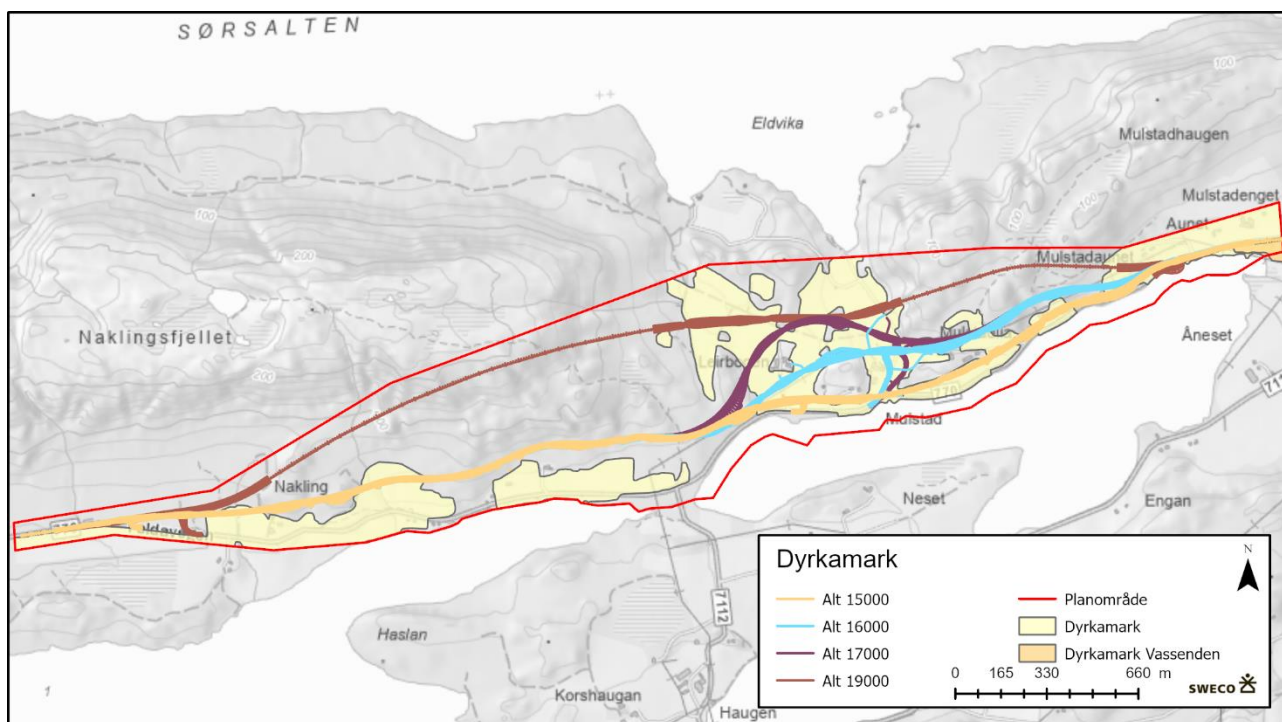 SØRSALTEN
Eldvika
100
Mulstadhaugen
100
100
Mulstadenget
200
Mulstadaunet
Naklingsfjellet
Åneset
200
770
Mulstad
Nakling
Neset
Engan
7112
Haslan
Korshaugan
Haugen
Dyrkamark
N
Alt 15000
Planområde
Alt 16000
Dyrkamark
Alt 17000
Dyrkamark Vassenden
Alt 19000
0 165 330 660 m
SWECO
1